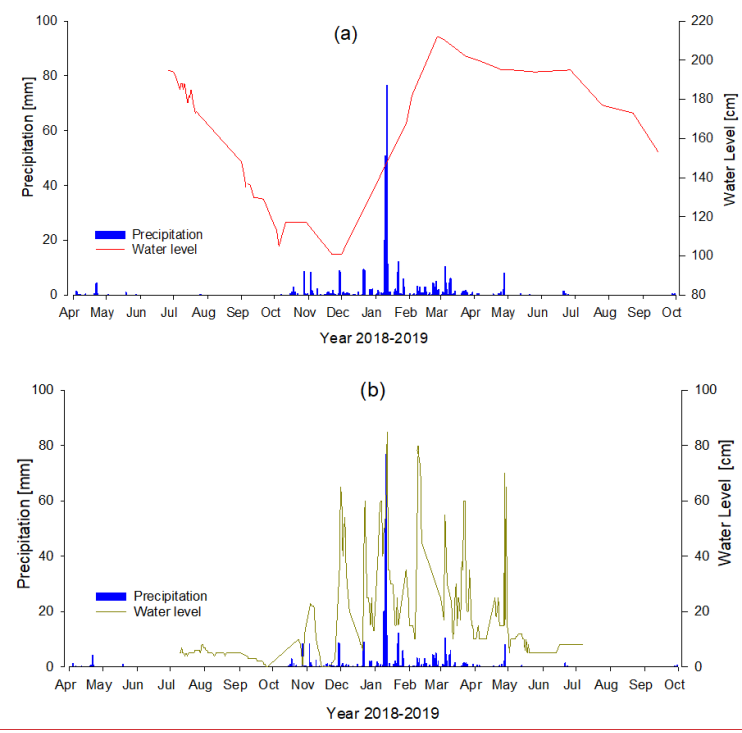 (a)
100
80
60
40
20
0
Precipitation [mm]
220
200
180
160
140
120
100
80
Water Level [cm]
Precipitation
Water level
Apr May Jun Jul Aug Sep Oct Nov Dec Jan Feb Mar Apr May Jun Jul Aug Sep Oct
Year 2018-2019
(b)
100
80
60
40
20
0
Precipitation [mm]
100
80
60
40
20
0
Water Level [cm]
Precipitation
Water level
Apr May Jun Jul Aug Sep Oct Nov Dec Jan Feb Mar Apr May Jun Jul Aug Sep Oct
Year 2018-2019